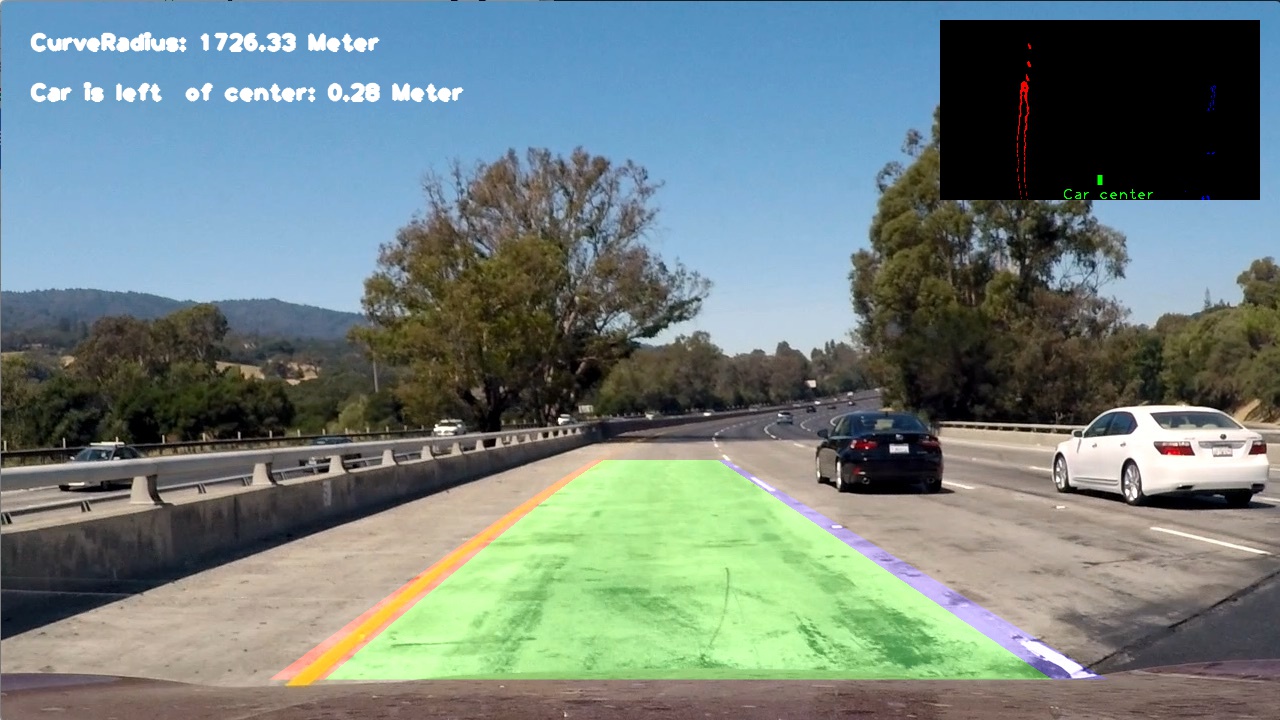 CurveRadius: 1726.33 Meter
Car is left  of center: 0.28 Meter
Car center